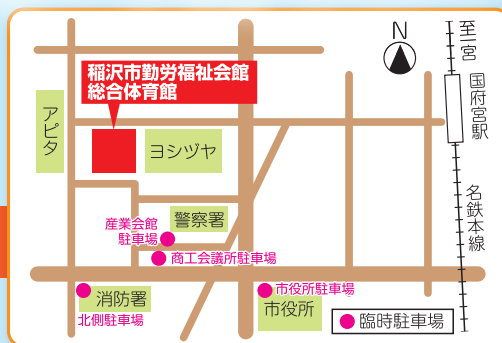 稲沢市勤労福祉会館
総合体育館
N
至一宮
国府宮駅
名鉄本線
アピタ
ヨシヅヤ
産業会館
駐車場
警察署
商工会議所駐車場
消防署
北側駐車場
市役所駐車場
市役所
臨時駐車場